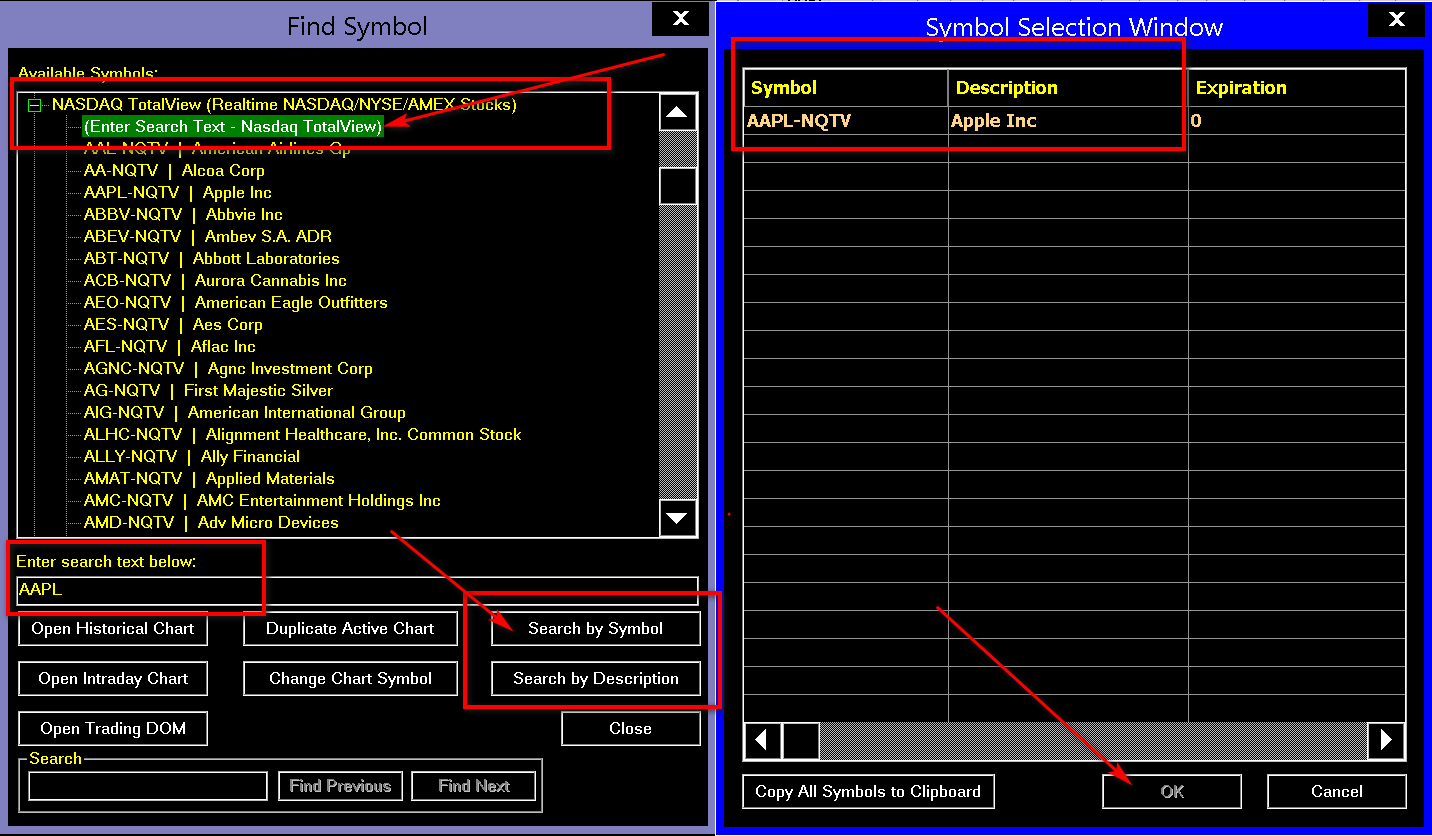 Find Symbol
X
Available Symbols:
NASDAQ TotalView (Realtime NASDAQ/NYSE/AMEX Stocks)
(Enter Search Text - Nasdaq TotalView)
AAL-NQTV | American Airlines Gp
AA-NQTV | Alcoa Corp
AAPL-NQTV | Apple Inc
ABBV-NQTV | Abbvie Inc
ABEV-NQTV | Ambev S.A. ADR
ABT-NQTV | Abbott Laboratories
ACB-NQTV | Aurora Cannabis Inc
AEO-NQTV | American Eagle Outfitters
AES-NQTV | Aes Corp
AFL-NQTV | Aflac Inc
AGNC-NQTV | Agnc Investment Corp
AG-NQTV | First Majestic Silver
AIG-NQTV | American International Group
ALHC-NQTV | Alignment Healthcare, Inc. Common Stock
ALLY-NQTV | Ally Financial
AMAT-NQTV | Applied Materials
AMC-NQTV | AMC Entertainment Holdings Inc
AMD-NQTV | Adv Micro Devices
Enter search text below:
AAPL
Open Historical Chart Duplicate Active Chart Search by Symbol
Open Intraday Chart Change Chart Symbol Search by Description
Open Trading DOM Close
Search
Find Previous Find Next
Symbol Selection Window
X
Symbol Description Expiration
AAPL-NQTV Apple Inc 0
Copy All Symbols to Clipboard OK Cancel